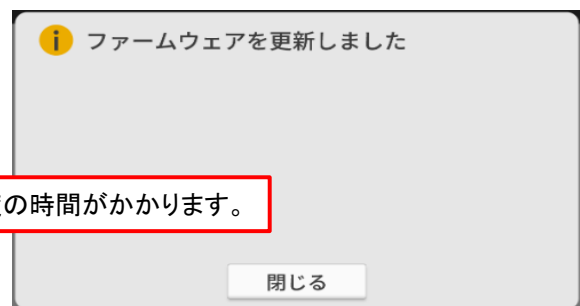 ファームウェアを更新しました
の時間がかかります。
閉じる